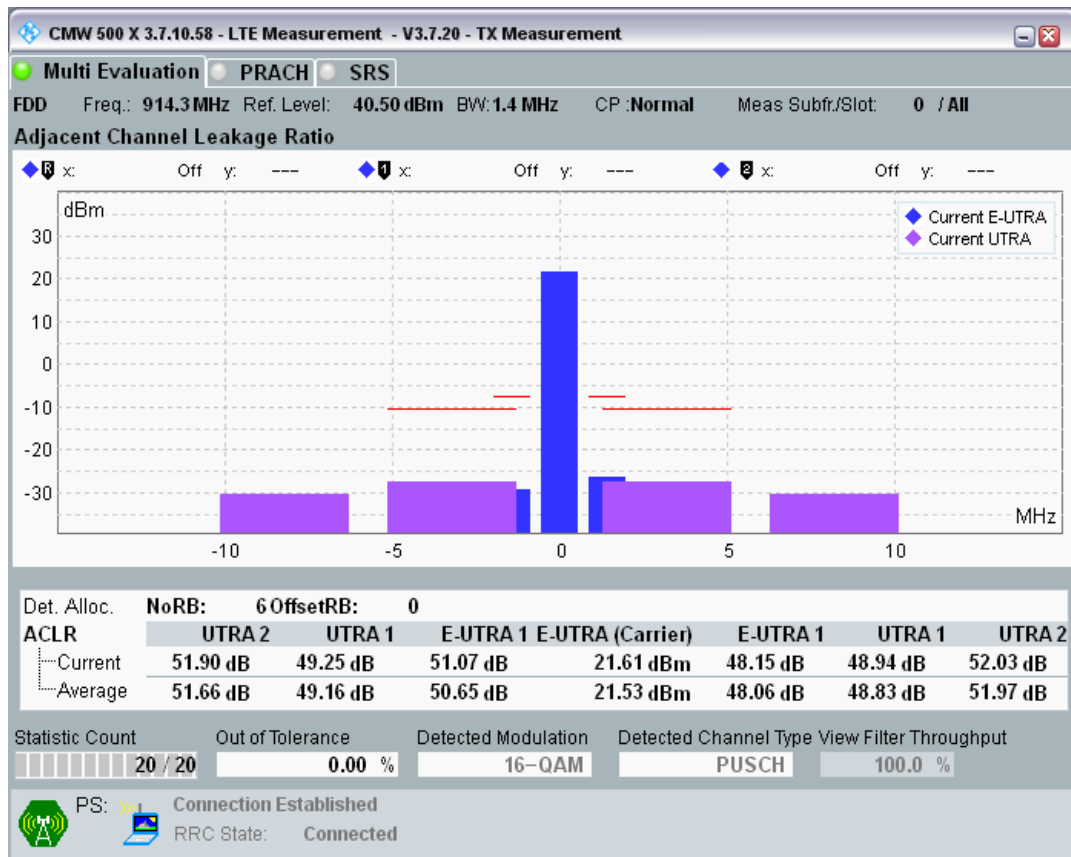 CMW 500 X 3.7.10.58 - LTE Measurement - V3.7.20 - TX Measurement
Multi Evaluation PRACH SRS
FDD Freq.: 914.3 MHz Ref. Level: 40.50 dBm BW: 1.4 MHz CP :Normal Meas Subfr./Slot: 0 / All
Adjacent Channel Leakage Ratio
R x: Off y: --- 1 x: Off y: --- 2 x: Off y: ---
dBm
Current E-UTRA
Current UTRA
30
20
10
0
-10
-20
-30
MHz
-10 -5 0 5 10
Det. Alloc. NoRB: 6 OffsetRB: 0
ACLR UTRA 2 UTRA 1 E-UTRA 1 E-UTRA (Carrier) E-UTRA 1 UTRA 1 UTRA 2
Current 51.90 dB 49.25 dB 51.07 dB 21.61 dBm 48.15 dB 48.94 dB 52.03 dB
Average 51.66 dB 49.16 dB 50.65 dB 21.53 dBm 48.06 dB 48.83 dB 51.97 dB
Statistic Count Out of Tolerance Detected Modulation Detected Channel Type View Filter Throughput
20 / 20 0.00 % 16-QAM PUSCH 100.0 %
PS: Connection Established
RRC State: Connected